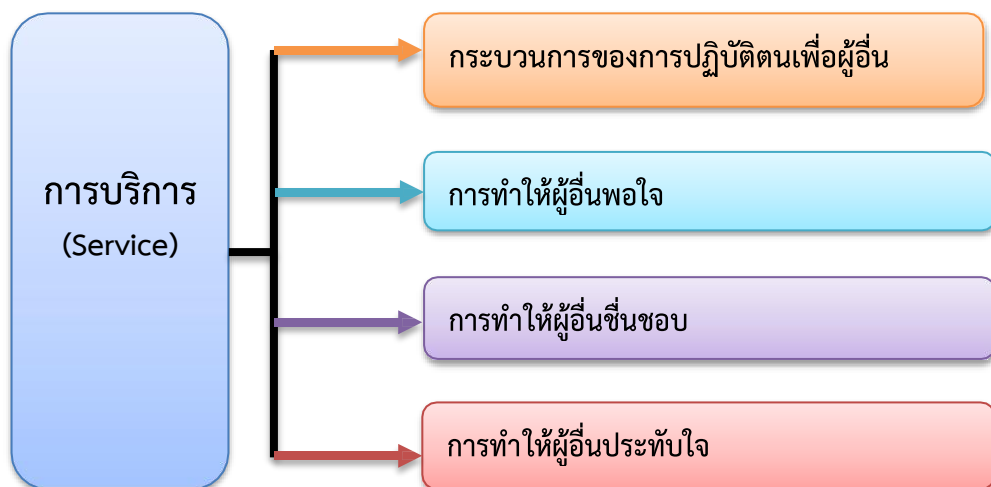 การบริการ
(Service)
กระบวนการของการปฏิบัติตนเพื่อผู้อื่น
การทำให้ผู้อื่นพอใจ
การทำให้ผู้อื่นชื่นชอบ
การทำให้ผู้อื่นประทับใจ